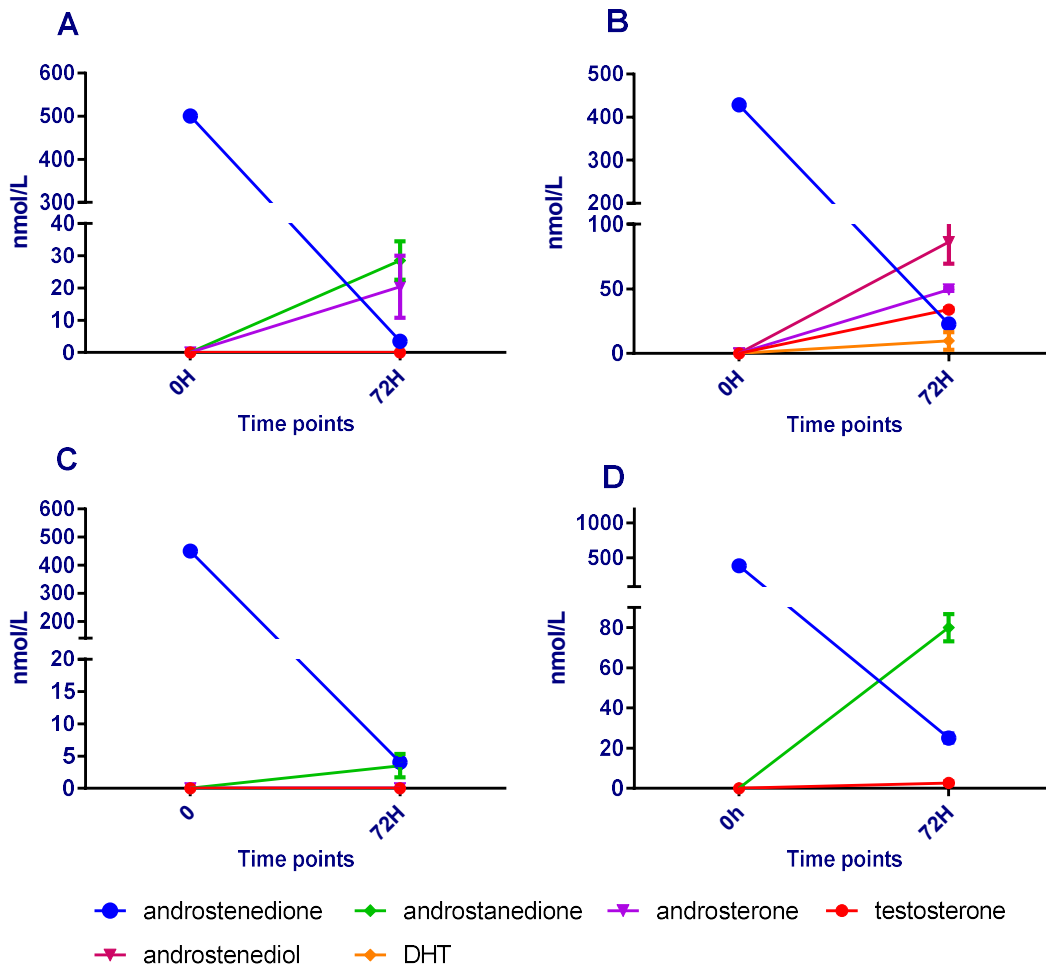 A
600
500
400
300
40
30
20
10
0
nmol/L
0H
72H
Time points
B
500
400
300
200
100
50
0
nmol/L
0H
72H
Time points
C
600
500
400
300
200
20
15
10
5
0
nmol/L
0
72H
Time points
D
1000
500
80
60
40
20
0
nmol/L
0h
72H
Time points
androstenedione androstanedione androsterone testosterone
androstenediol DHT